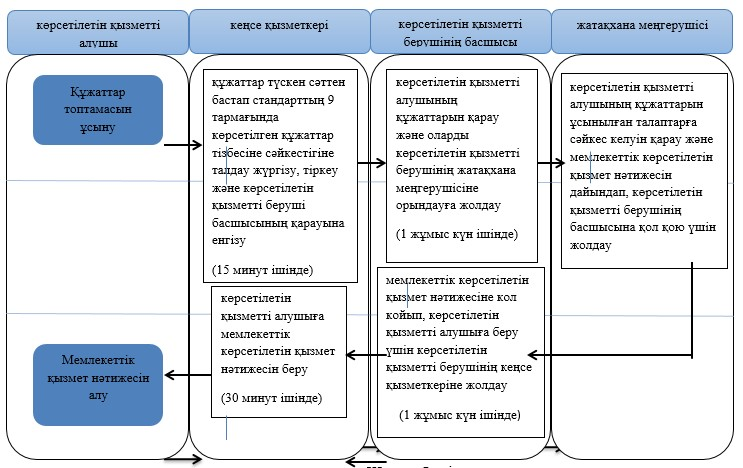 көрсетілетін қызметті
алушы
кеңсе қызметкері
көрсетілетін қызметті
берушінің басшысы
жатақхана меңгерушісі
Құжаттар
топтамасын
ұсыну
құжаттар түскен сәттен
бастап стандарттың 9
тармағында
көрсетілген құжаттар
тізбесіне сәйкестігіне
талдау жүргізу, тіркеу
және көрсетілетін
қызметті беруші
басшысының қарауына
енгізу
(15 минут ішінде)
көрсетілетін қызметті
алушының
құжаттарын қарау
және оларды
көрсетілетін қызметті
берушінің жатақхана
меңгерушісіне
орындауға жолдау
(1 жұмыс күн ішінде)
көрсетілетін қызметті
алушының құжаттарын
ұсынылған талаптарға
сәйкес келуін қарау және
мемлекеттік көрсетілетін
қызмет нәтижесін
дайындап, көрсетілетін
қызметті берушінің
басшысына қол қою үшін
жолдау
мемлекеттік көрсетілетін
қызмет нәтижесіне кол
койып, көрсетілетін
қызметті алушыға беру
үшін көрсетілетін
қызметті берушінің кеңсе
қызметкеріне жолдау
(1 жұмыс күн ішінде)
көрсетілетін
қызметті алушыға
мемлекеттік
көрсетілетін қызмет
нәтижесін беру
(30 минут ішінде)
Мемлекеттік
қызмет нәтижесін
алу